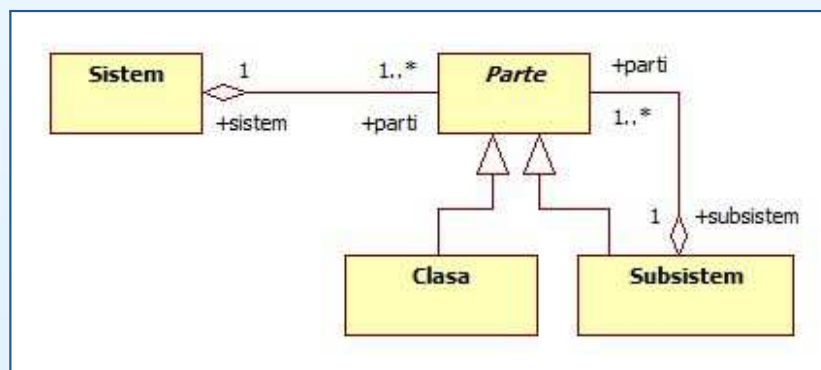 Sistem
1
+sistem
1..*
+parti
Parte
+parti
1..*
1
+subsistem
Clasa
Subsistem